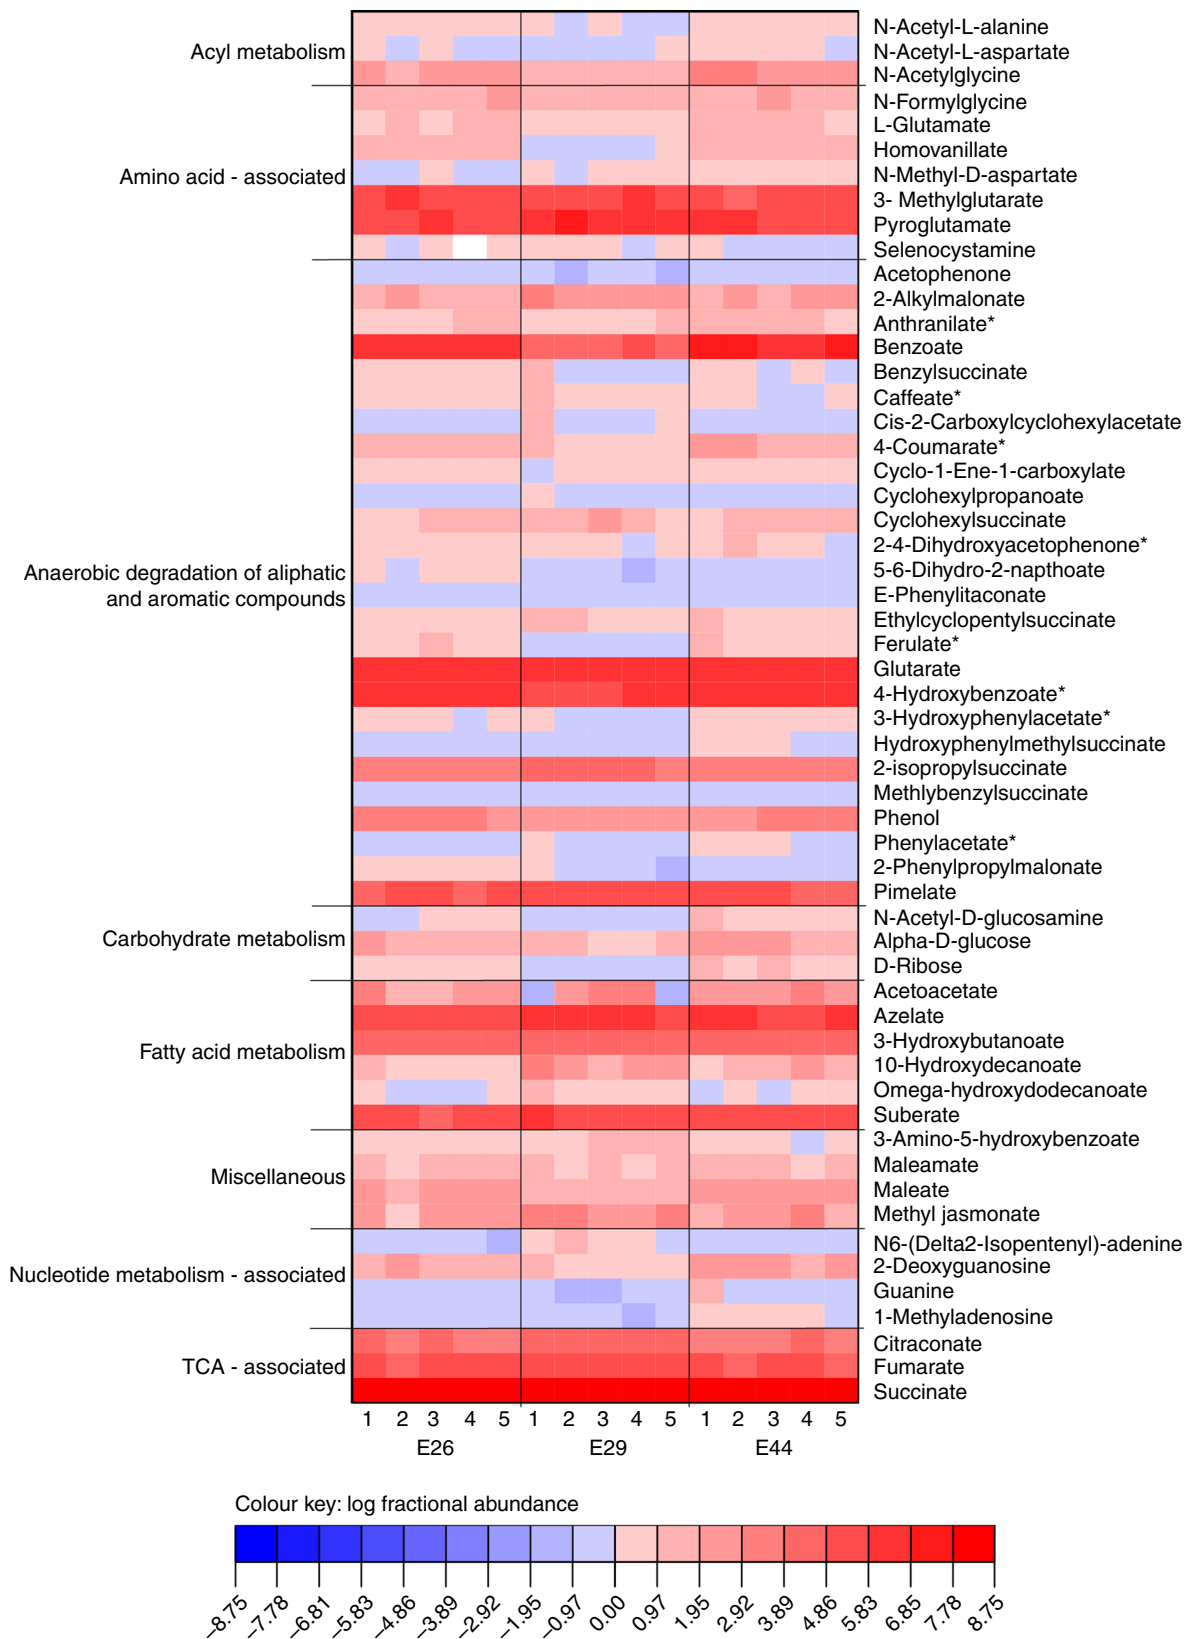 Acyl metabolism
Amino acid - associated
Anaerobic degradation of aliphatic
and aromatic compounds
Carbohydrate metabolism
Fatty acid metabolism
Miscellaneous
Nucleotide metabolism - associated
TCA - associated
N-Acetyl-L-alanine
N-Acetyl-L-aspartate
N-Acetylglycine
N-Formylglycine
L-Glutamate
Homovanillate
N-Methyl-D-aspartate
3- Methylglutarate
Pyroglutamate
Selenocystamine
Acetophenone
2-Alkylmalonate
Anthranilate*
Benzoate
Benzylsuccinate
Caffeate*
Cis-2-Carboxylcyclohexylacetate
4-Coumarate*
Cyclo-1-Ene-1-carboxylate
Cyclohexylpropanoate
Cyclohexylsuccinate
2-4-Dihydroxyacetophenone*
5-6-Dihydro-2-napthoate
E-Phenylitaconate
Ethylcyclopentylsuccinate
Ferulate*
Glutarate
4-Hydroxybenzoate*
3-Hydroxyphenylacetate*
Hydroxyphenylmethylsuccinate
2-isopropylsuccinate
Methlybenzylsuccinate
Phenol
Phenylacetate*
2-Phenylpropylmalonate
Pimelate
N-Acetyl-D-glucosamine
Alpha-D-glucose
D-Ribose
Acetoacetate
Azelate
3-Hydroxybutanoate
10-Hydroxydecanoate
Omega-hydroxydodecanoate
Suberate
3-Amino-5-hydroxybenzoate
Maleamate
Maleate
Methyl jasmonate
N6-(Delta2-Isopentenyl)-adenine
2-Deoxyguanosine
Guanine
1-Methyladenosine
Citraconate
Fumarate
Succinate
1 2 3 4 5 1 2 3 4 5 1 2 3 4 5
E26 E29 E44
Colour key: log fractional abundance
−8.75 −7.78 −6.81 −5.83 −4.86 −3.89 −2.92 −1.95 −0.97 0.00 0.97 1.95 2.92 3.89 4.86 5.83 6.85 7.78 8.75